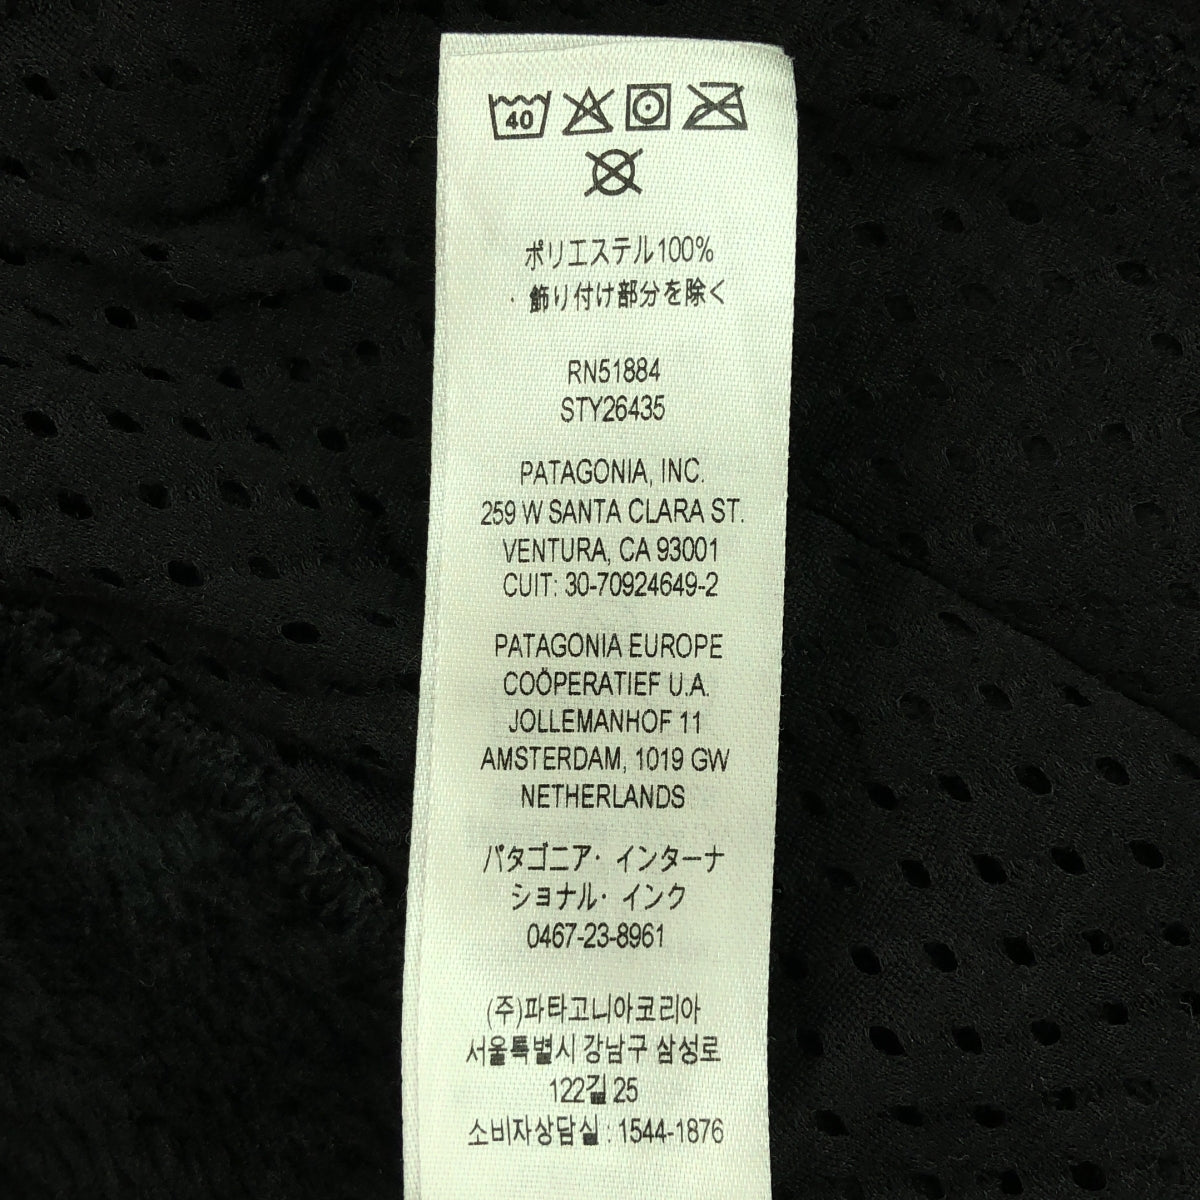 40
ポリエステル100%
・飾り付け部分を除く
RN51884
STY26435
PATAGONIA, INC.
259 W SANTA CLARA ST.
VENTURA, CA 93001
CUIT: 30-70924649-2
PATAGONIA EUROPE
COÖPERATIEF U.A.
JOLLEMANHOF 11
AMSTERDAM, 1019 GW
NETHERLANDS
パタゴニア・インターナ
ショナル・インク
0467-23-8961
(주)파타고니아코리아
서울특별시 강남구 삼성로
122길 25
소비자상담실 : 1544-1876